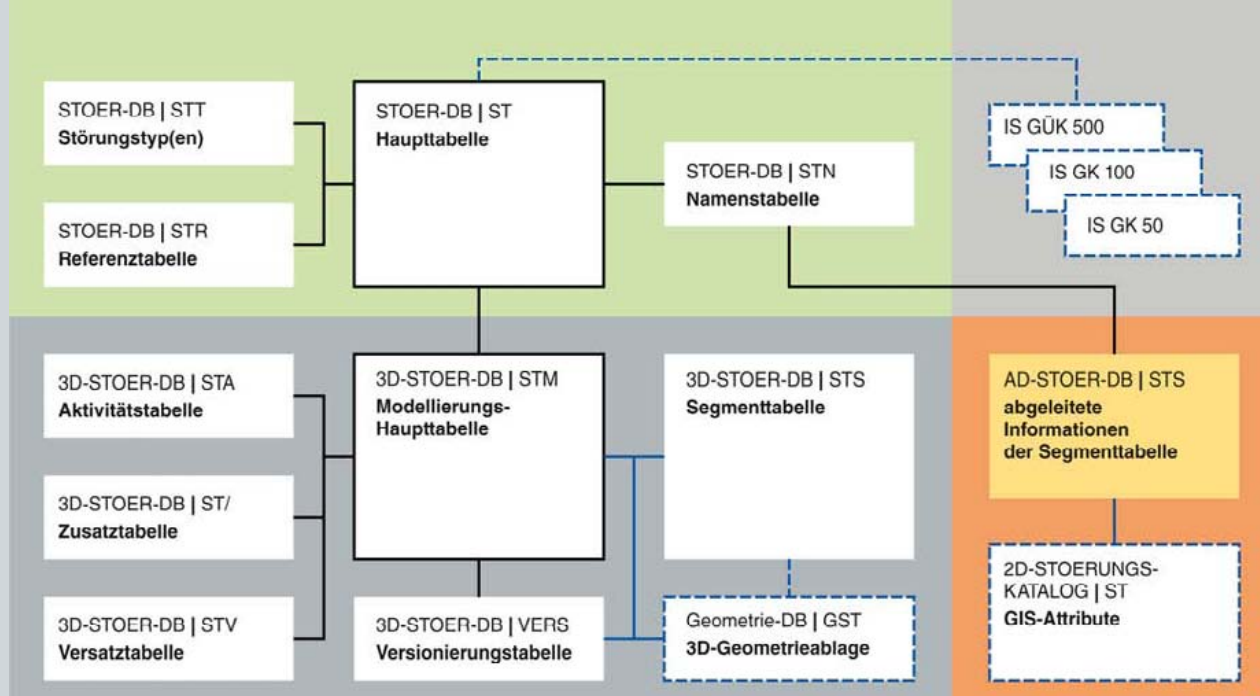 STOER-DB | STT
Störungstyp(en)
STOER-DB | STR
Referenztabelle
STOER-DB | ST
Haupttabelle
STOER-DB | STN
Namenstabelle
IS GÜK 500
IS GK 100
IS GK 50
3D-STOER-DB | STA
Aktivitätstabelle
3D-STOER-DB | ST/
Zusatztabelle
3D-STOER-DB | STV
Versatztabelle
3D-STOER-DB | STM
Modellierungs-
Haupttabelle
3D-STOER-DB | VERS
Versionierungstabelle
3D-STOER-DB | STS
Segmenttabelle
Geometrie-DB | GST
3D-Geometrieablage
AD-STOER-DB | STS
abgeleitete
Informationen
der Segmenttabelle
2D-STOERUNGS-
KATALOG | ST
GIS-Attribute